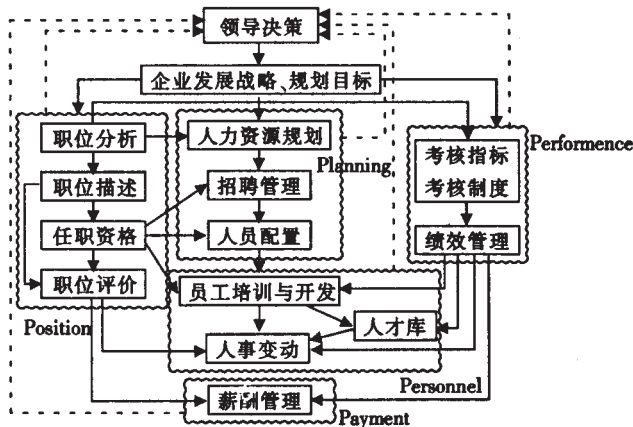 领导决策
企业发展战略、规划目标
职位分析
职位描述
任职资格
职位评价
Position
人力资源规划
Planning
招聘管理
人员配置
考核指标
考核制度
Performence
绩效管理
员工培训与开发
人才库
人事变动
Personnel
薪酬管理
Payment